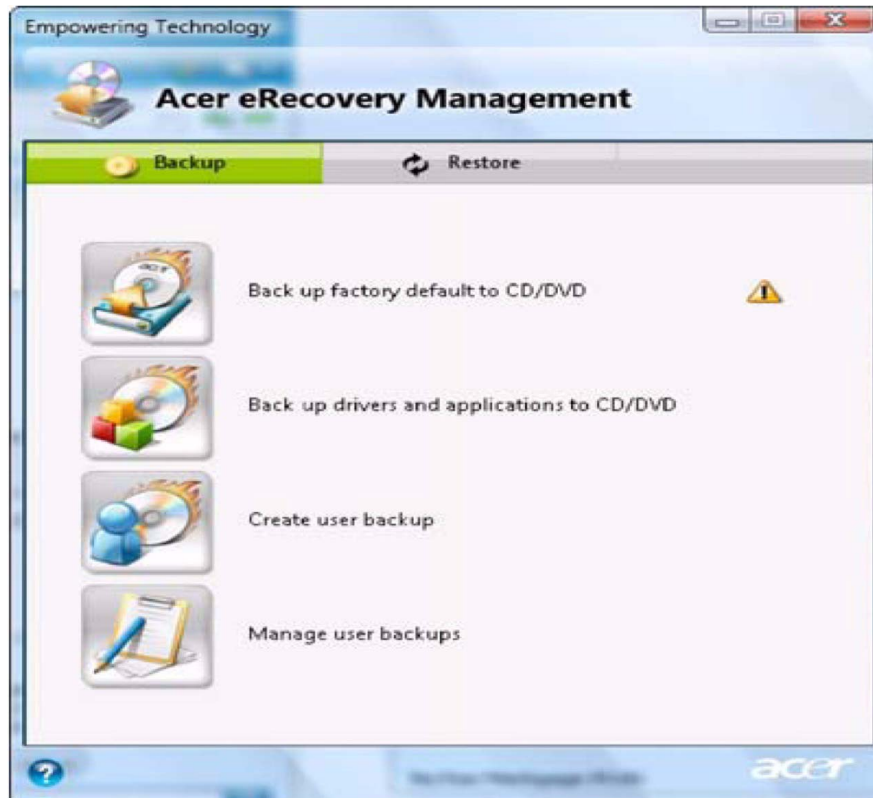 Empowering Technology
Acer eRecovery Management
Backup
Restore
acer
Back up factory default to CD/DVD
Back up drivers and applications to CD/DVD
Create user backup
Manage user backups
?
acer